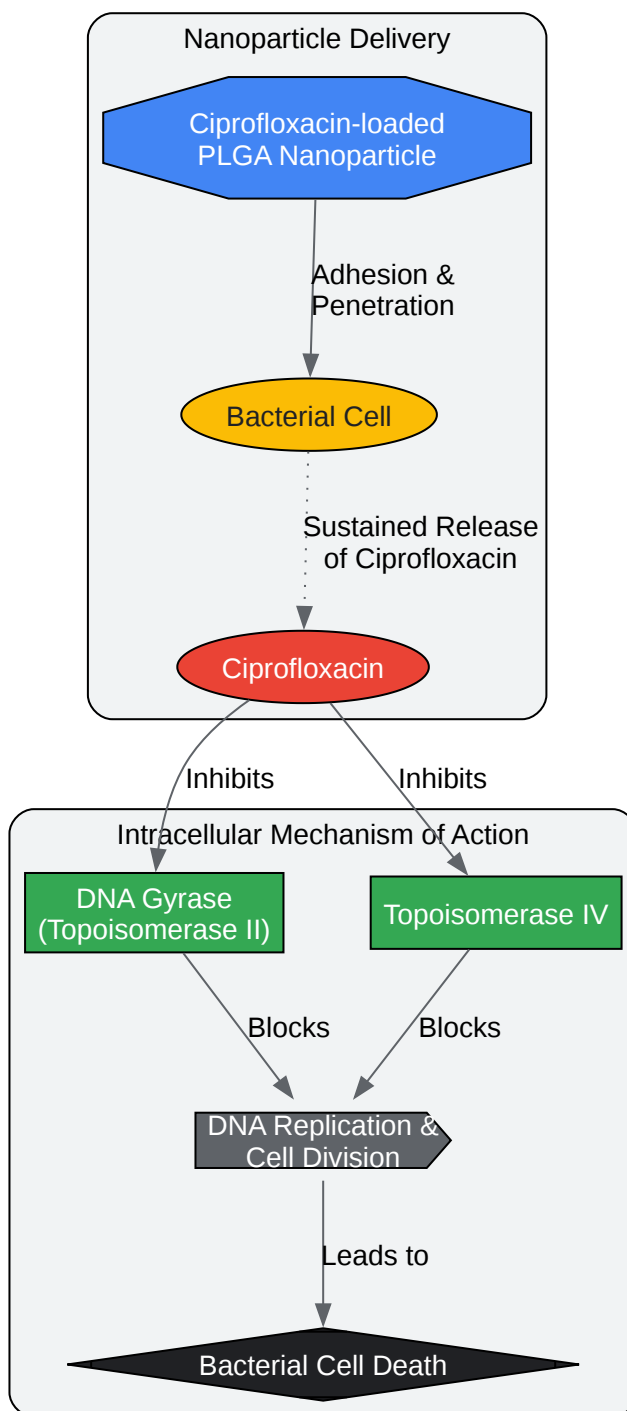 Nanoparticle Delivery
Ciprofloxacin-loaded
PLGA Nanoparticle
Adhesion &
Penetration
Bacterial Cell
Sustained Release
of Ciprofloxacin
Ciprofloxacin
Inhibits
Inhibits
Intracellular Mechanism of Action
DNA Gyrase
(Topoisomerase II)
Topoisomerase IV
Blocks
Blocks
DNA Replication &
Cell Division
Leads to
Bacterial Cell Death